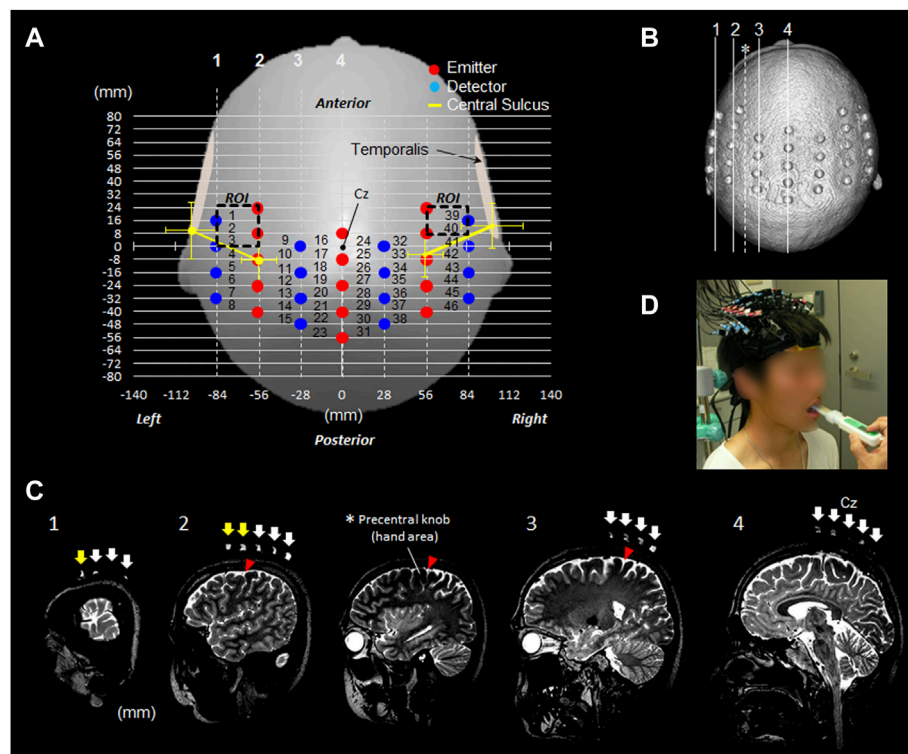 A
1 2 3 4
Emitter
Detector
Central Sulcus
(mm)
Anterior
Temporalis
Cz
ROI
ROI
80
72
64
56
48
40
32
24
16
8
0
-8
-16
-24
-32
-40
-48
-56
-64
-72
-80
1
2
3
4
5
6
7
8
9
10
11
12
13
14
15
16
17
18
19
20
21
22
23
24
25
26
27
28
29
30
31
32
33
34
35
36
37
38
39
40
41
42
43
44
45
46
-140 -112 -84 -56 -28 0 28 56 84 112 140
Left
(mm)
Right
Posterior
B
1 2 * 3 4
D
C
1
2
* Precentral knob
(hand area)
3
4
Cz
(mm)